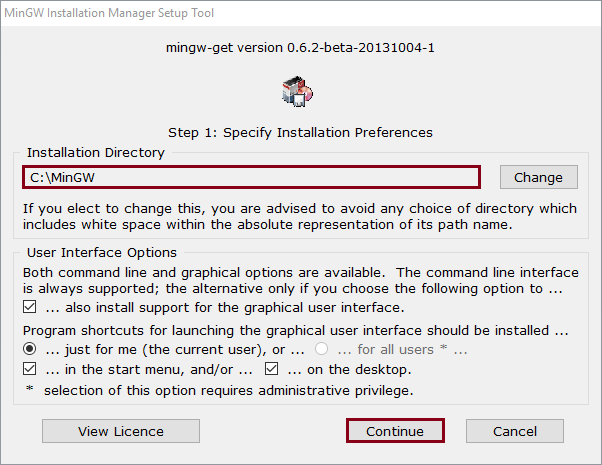 MinGW Installation Manager Setup Tool
mingw-get version 0.6.2-beta-20131004-1
Step 1: Specify Installation Preferences
Installation Directory
C:\MinGW
Change
If you elect to change this, you are advised to avoid any choice of directory which
includes white space within the absolute representation of its path name.
User Interface Options
Both command line and graphical options are available.  The command line interface
is always supported; the alternative only if you choose the following option to ...
... also install support for the graphical user interface.
Program shortcuts for launching the graphical user interface should be installed ...
... just for me (the current user), or ... ... for all users * ...
... in the start menu, and/or ... ... on the desktop.
* selection of this option requires administrative privilege.
View Licence Continue Cancel